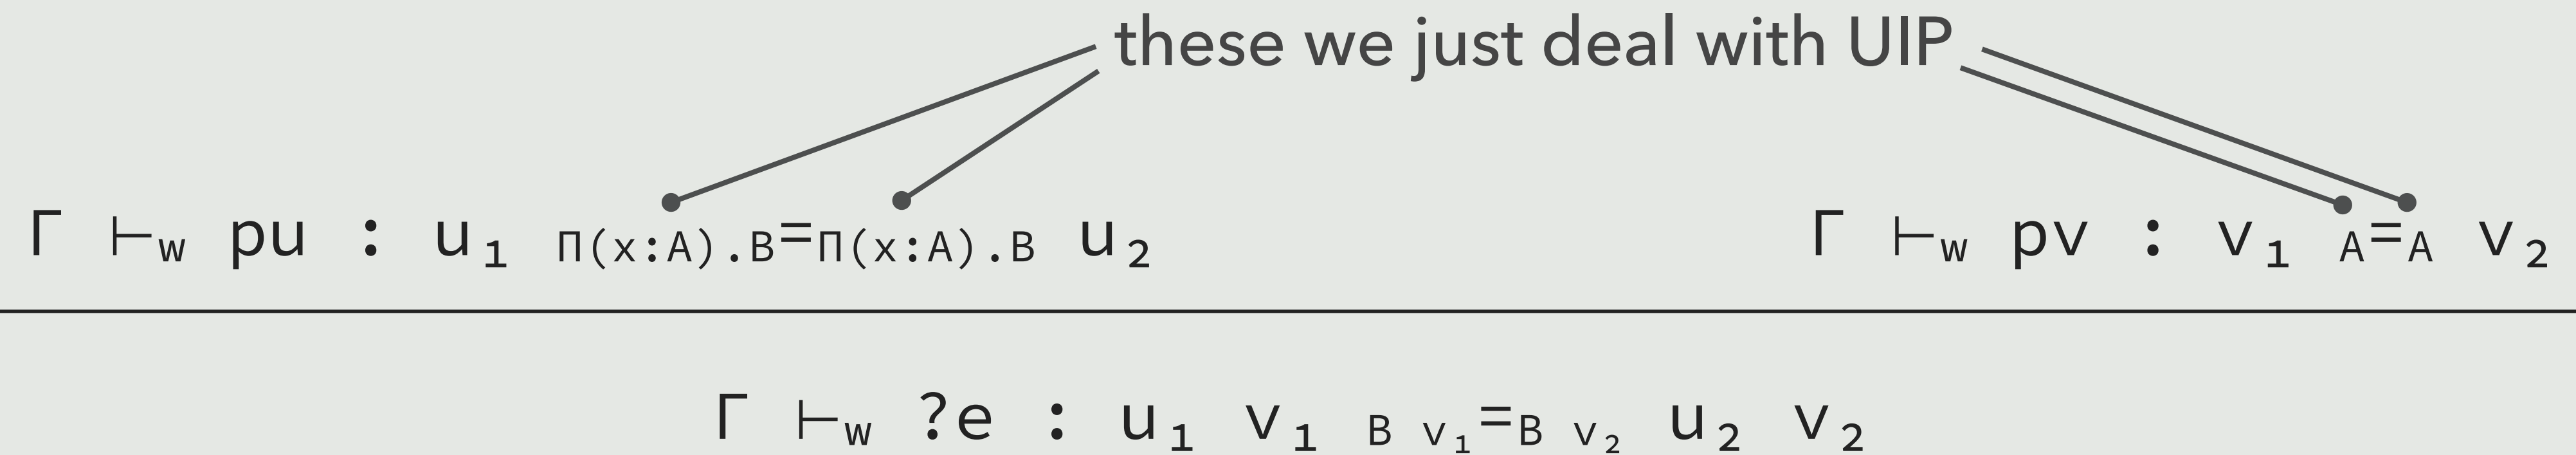 these we just deal with UIP
Γ ⊢w pu : u₁ Π(x:A).B=Π(x:A).B u₂ Γ ⊢w pv : v₁ A=A v₂
Γ ⊢w ?e : u₁ v₁ B v₁=B v₂ u₂ v₂